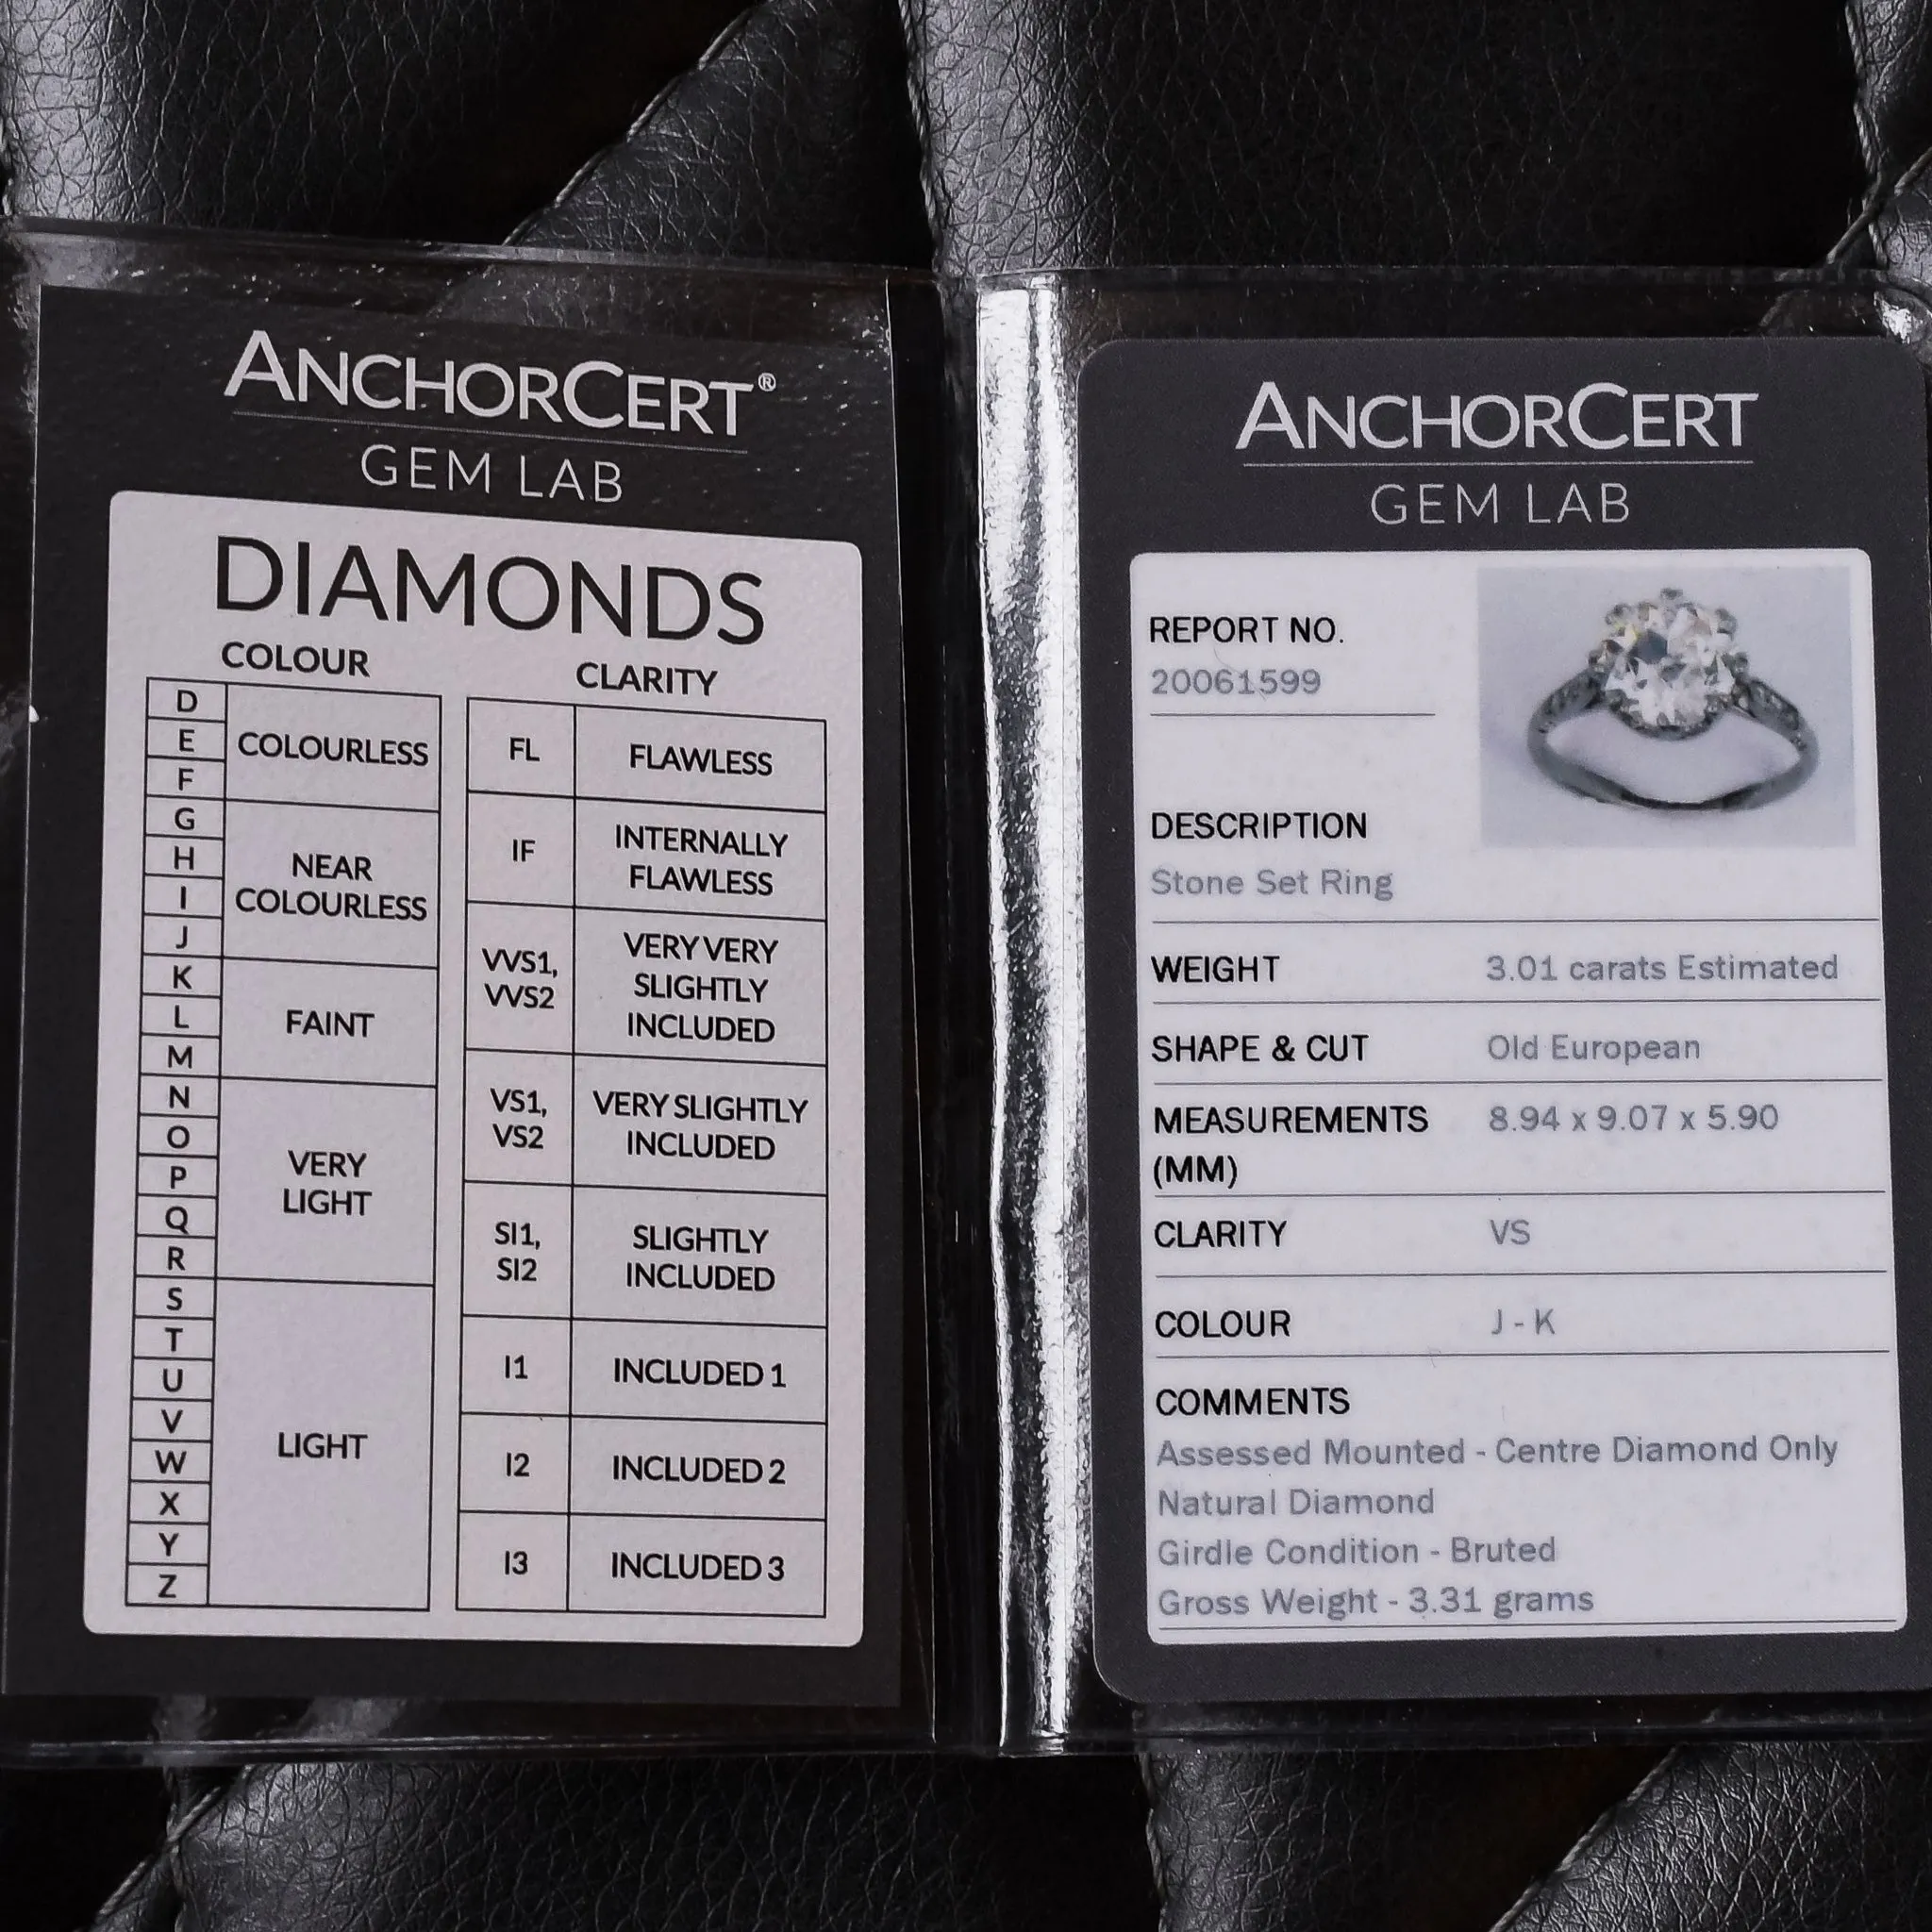 ANCHORCERT®
GEM LAB
DIAMONDS
COLOUR
D
E
F
COLOURLESS
G
H
I
J
NEAR
COLOURLESS
K
L
M
FAINT
N
O
P
Q
R
VERY
LIGHT
S
T
U
V
W
X
Y
Z
LIGHT
CLARITY
FL FLAWLESS
IF
INTERNALLY
FLAWLESS
VVS1,
VVS2
VERY VERY
SLIGHTLY
INCLUDED
VS1,
VS2
VERY SLIGHTLY
INCLUDED
SI1,
SI2
SLIGHTLY
INCLUDED
I1 INCLUDED 1
I2 INCLUDED 2
I3 INCLUDED 3
ANCHORCERT
GEM LAB
REPORT NO.
20061599
DESCRIPTION
Stone Set Ring
WEIGHT 3.01 carats Estimated
SHAPE & CUT Old European
MEASUREMENTS 8.94 x 9.07 x 5.90
(MM)
CLARITY VS
COLOUR J - K
COMMENTS
Assessed Mounted - Centre Diamond Only
Natural Diamond
Girdle Condition - Bruted
Gross Weight - 3.31 grams